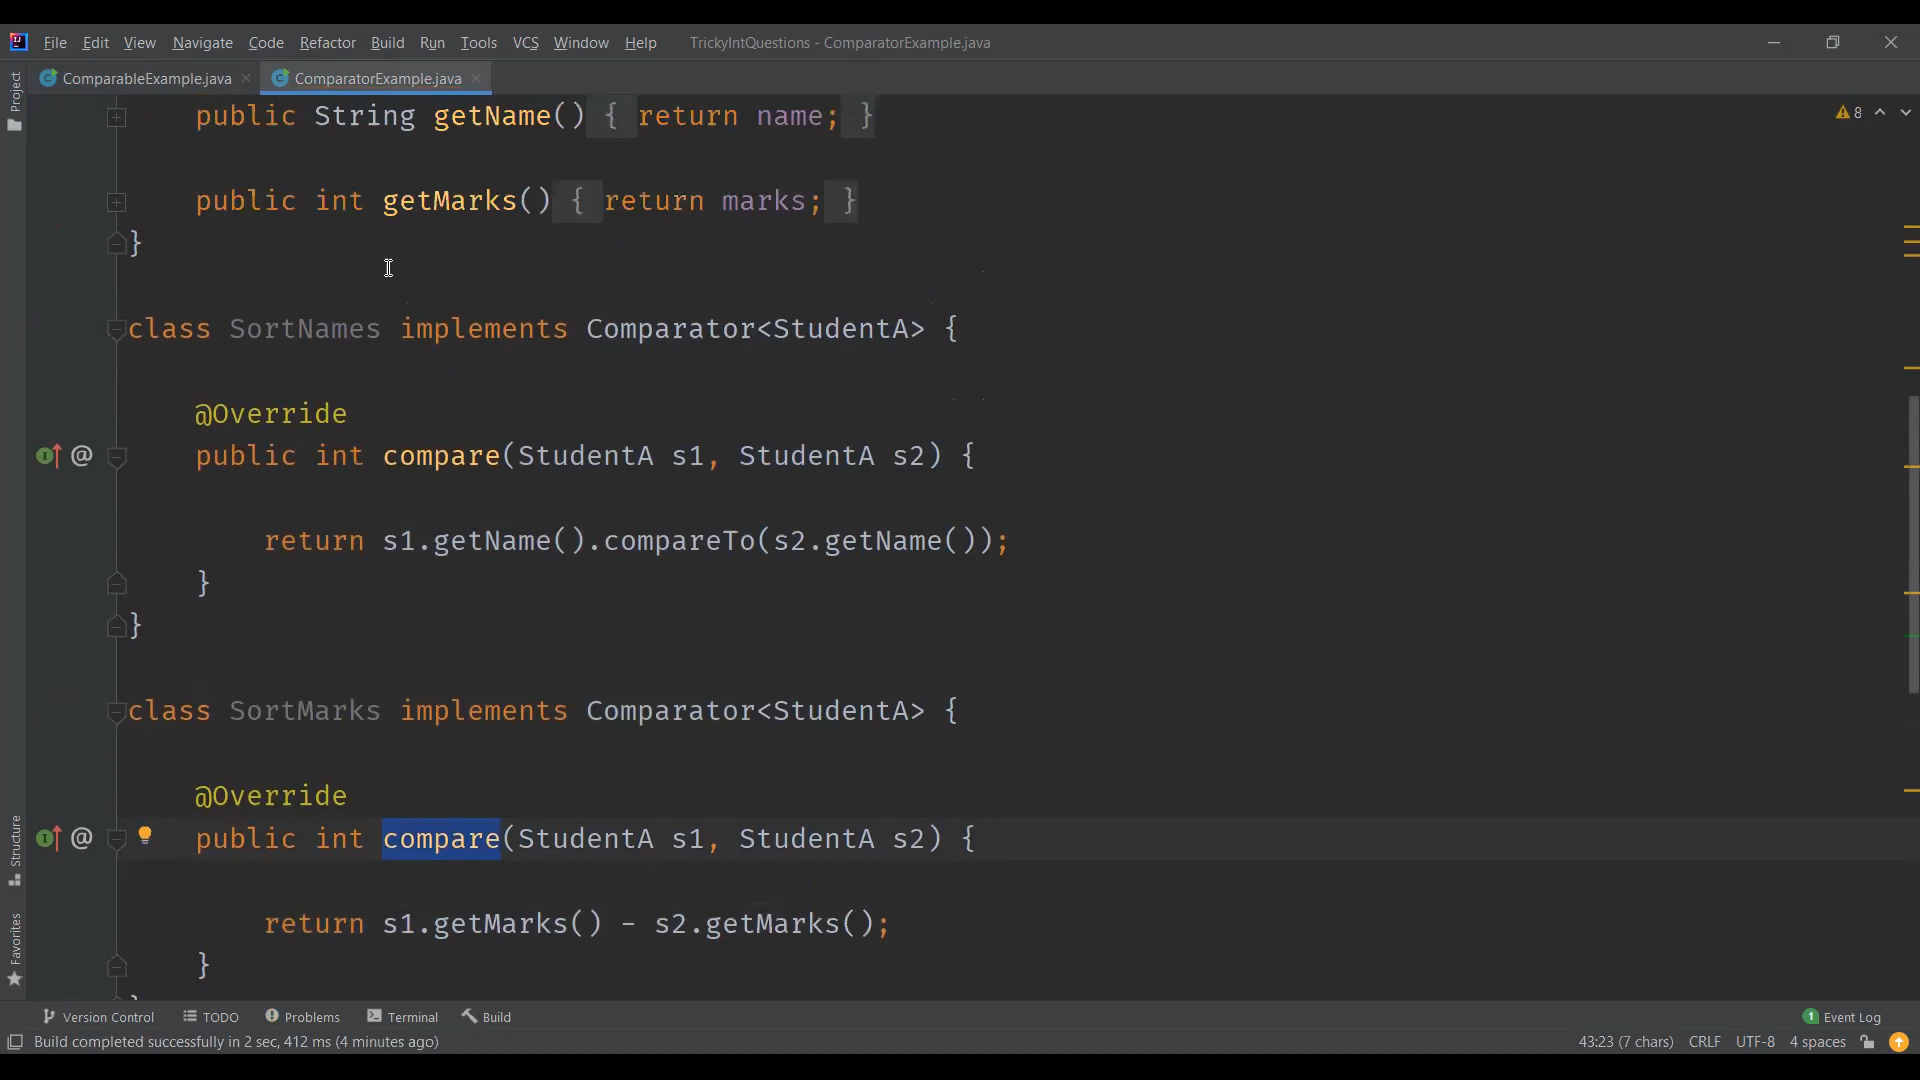 File Edit View Navigate Code Refactor Build Run Tools VCS Window Help TrickyIntQuestions - ComparatorExample.java
ComparableExample.java ComparatorExample.java
Project
8
public String getName() { return name; }
public int getMarks() { return marks; }
}
class SortNames implements Comparator<StudentA> {
@Override
@ public int compare(StudentA s1, StudentA s2) {
return s1.getName().compareTo(s2.getName());
}
}
class SortMarks implements Comparator<StudentA> {
@Override
@ public int compare(StudentA s1, StudentA s2) {
return s1.getMarks() - s2.getMarks();
}
}
Structure
Favorites
Version Control TODO Problems Terminal Build 1 Event Log
Build completed successfully in 2 sec, 412 ms (4 minutes ago) 43:23 (7 chars) CRLF UTF-8 4 spaces